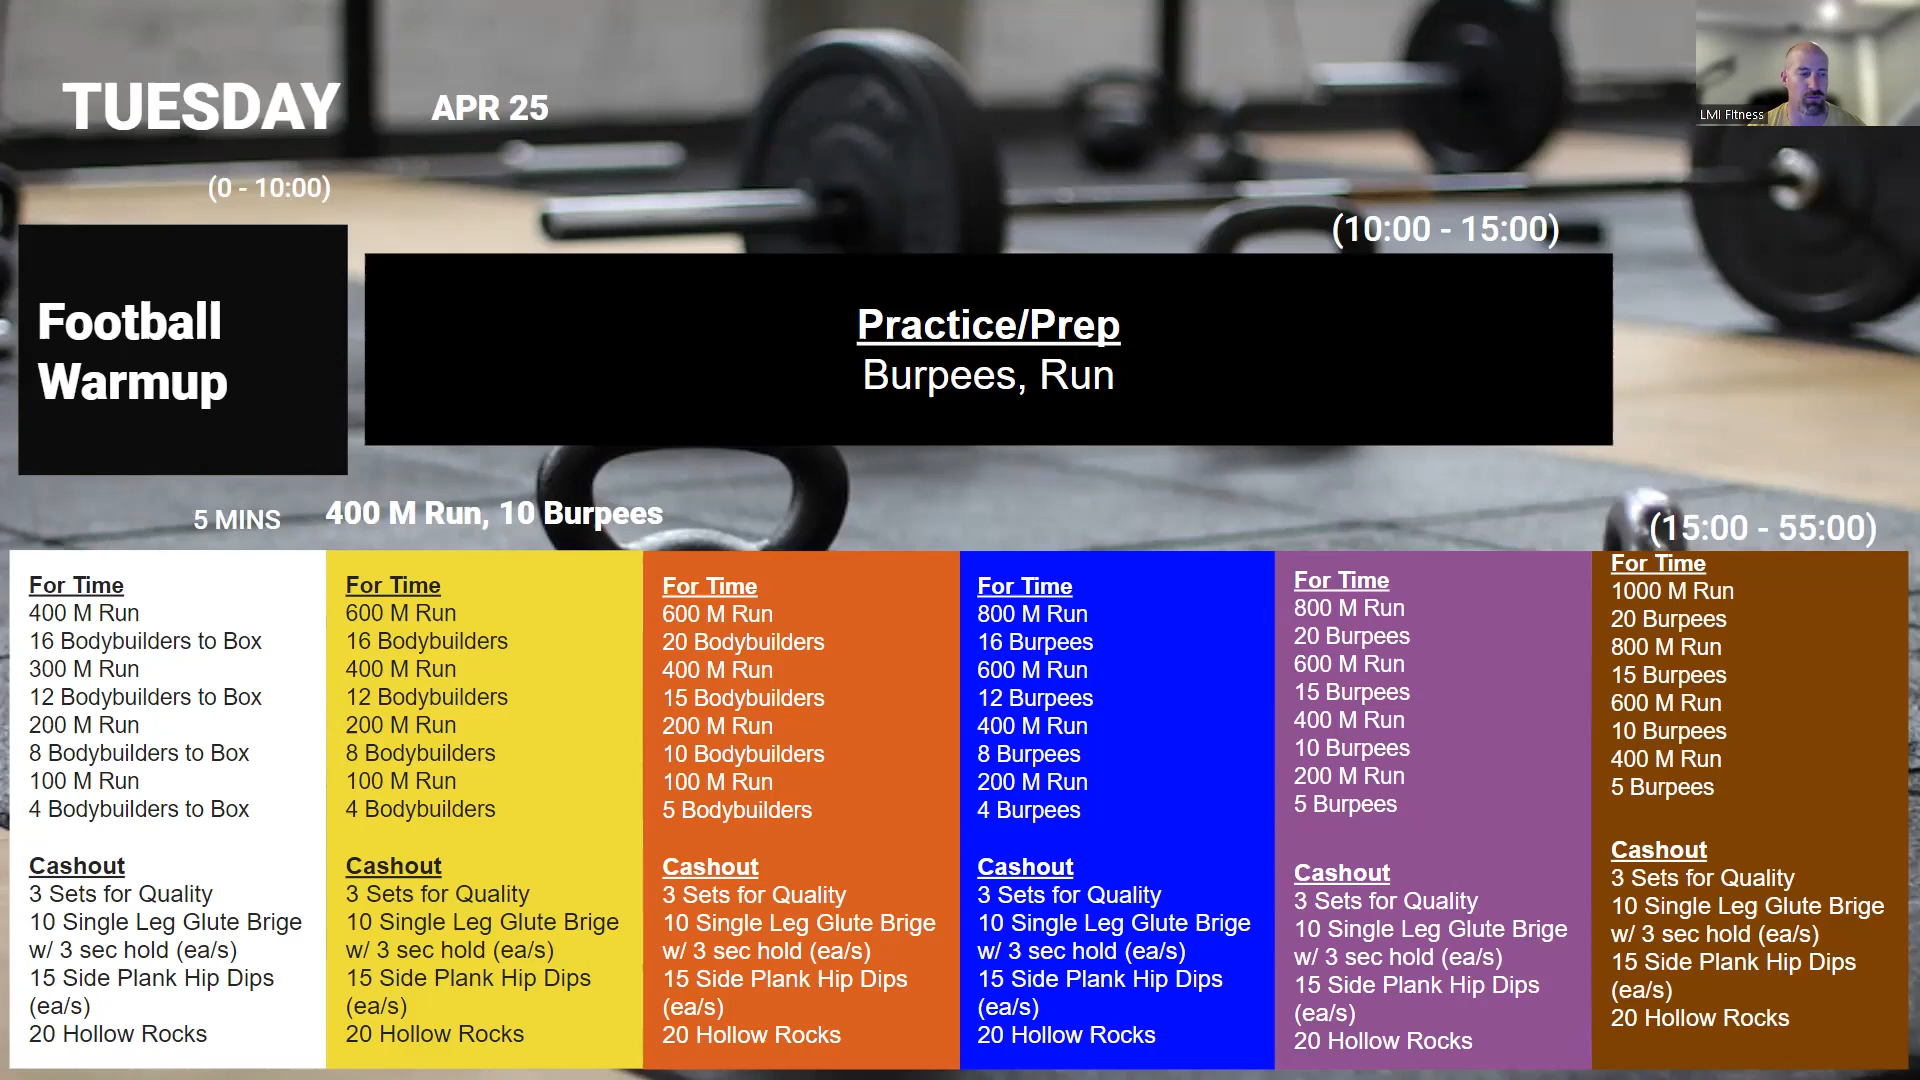 TUESDAY
APR 25
LMI Fitness
(0 - 10:00)
(10:00 - 15:00)
Football
Warmup
Practice/Prep
Burpees, Run
5 MINS
400 M Run, 10 Burpees
(15:00 - 55:00)
For Time
400 M Run
16 Bodybuilders to Box
300 M Run
12 Bodybuilders to Box
200 M Run
8 Bodybuilders to Box
100 M Run
4 Bodybuilders to Box
Cashout
3 Sets for Quality
10 Single Leg Glute Brige
w/ 3 sec hold (ea/s)
15 Side Plank Hip Dips
(ea/s)
20 Hollow Rocks
For Time
600 M Run
16 Bodybuilders
400 M Run
12 Bodybuilders
200 M Run
8 Bodybuilders
100 M Run
4 Bodybuilders
Cashout
3 Sets for Quality
10 Single Leg Glute Brige
w/ 3 sec hold (ea/s)
15 Side Plank Hip Dips
(ea/s)
20 Hollow Rocks
For Time
600 M Run
20 Bodybuilders
400 M Run
15 Bodybuilders
200 M Run
10 Bodybuilders
100 M Run
5 Bodybuilders
Cashout
3 Sets for Quality
10 Single Leg Glute Brige
w/ 3 sec hold (ea/s)
15 Side Plank Hip Dips
(ea/s)
20 Hollow Rocks
For Time
800 M Run
16 Burpees
600 M Run
12 Burpees
400 M Run
8 Burpees
200 M Run
4 Burpees
Cashout
3 Sets for Quality
10 Single Leg Glute Brige
w/ 3 sec hold (ea/s)
15 Side Plank Hip Dips
(ea/s)
20 Hollow Rocks
For Time
800 M Run
20 Burpees
600 M Run
15 Burpees
400 M Run
10 Burpees
200 M Run
5 Burpees
Cashout
3 Sets for Quality
10 Single Leg Glute Brige
w/ 3 sec hold (ea/s)
15 Side Plank Hip Dips
(ea/s)
20 Hollow Rocks
For Time
1000 M Run
20 Burpees
800 M Run
15 Burpees
600 M Run
10 Burpees
400 M Run
5 Burpees
Cashout
3 Sets for Quality
10 Single Leg Glute Brige
w/ 3 sec hold (ea/s)
15 Side Plank Hip Dips
(ea/s)
20 Hollow Rocks